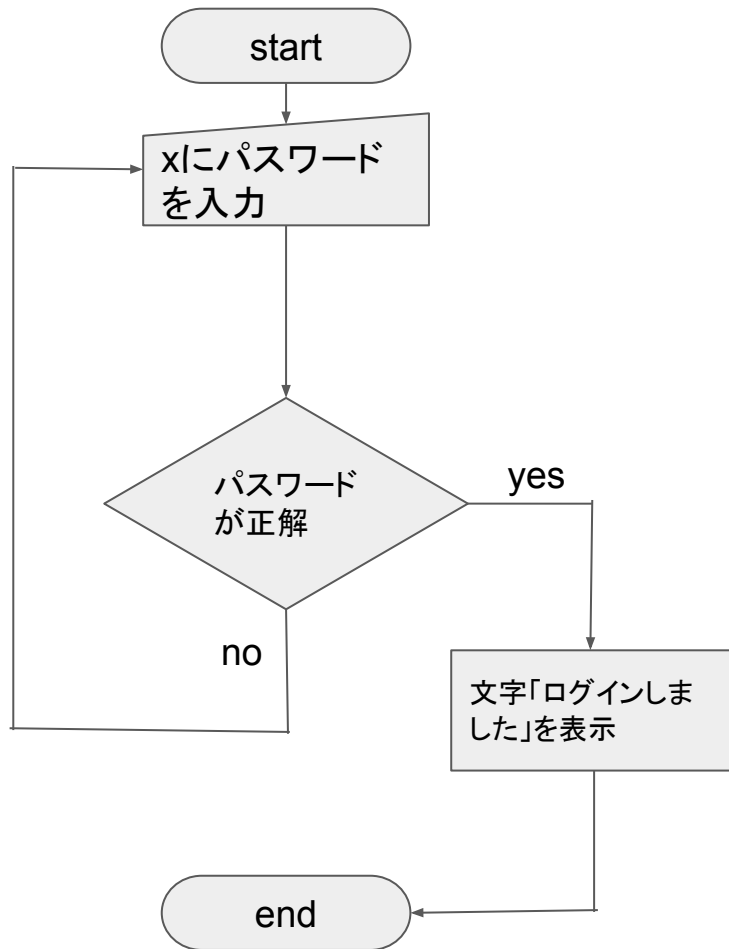 start
xにパスワード
を入力
パスワード
が正解
yes
no
文字「ログインしま
した」を表示
end